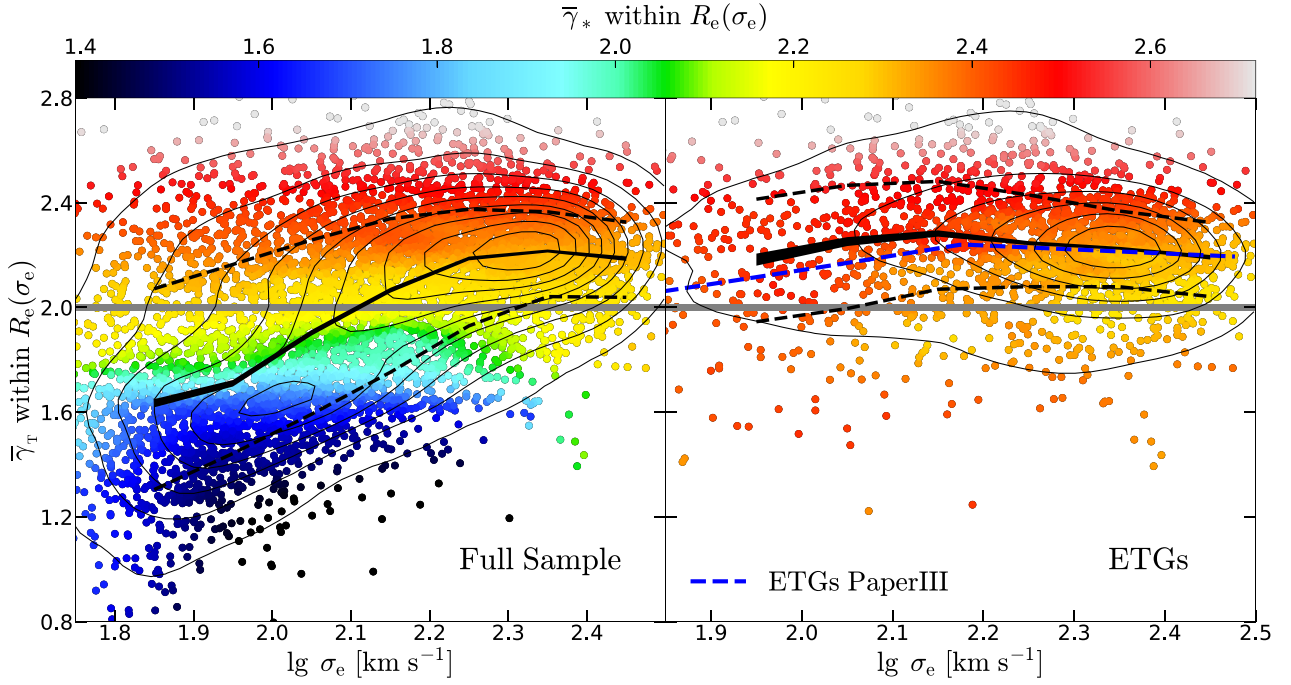 γ̅* within Rₑ(σₑ)
1.4 1.6 1.8 2.0 2.2 2.4 2.6
γ̅ᴛ within Rₑ(σₑ)
2.8
2.4
2.0
1.6
1.2
0.8
Full Sample
ETGs
ETGs PaperIII
1.8 1.9 2.0 2.1 2.2 2.3 2.4 1.9 2.0 2.1 2.2 2.3 2.4 2.5
lg σₑ [km s⁻¹] lg σₑ [km s⁻¹]